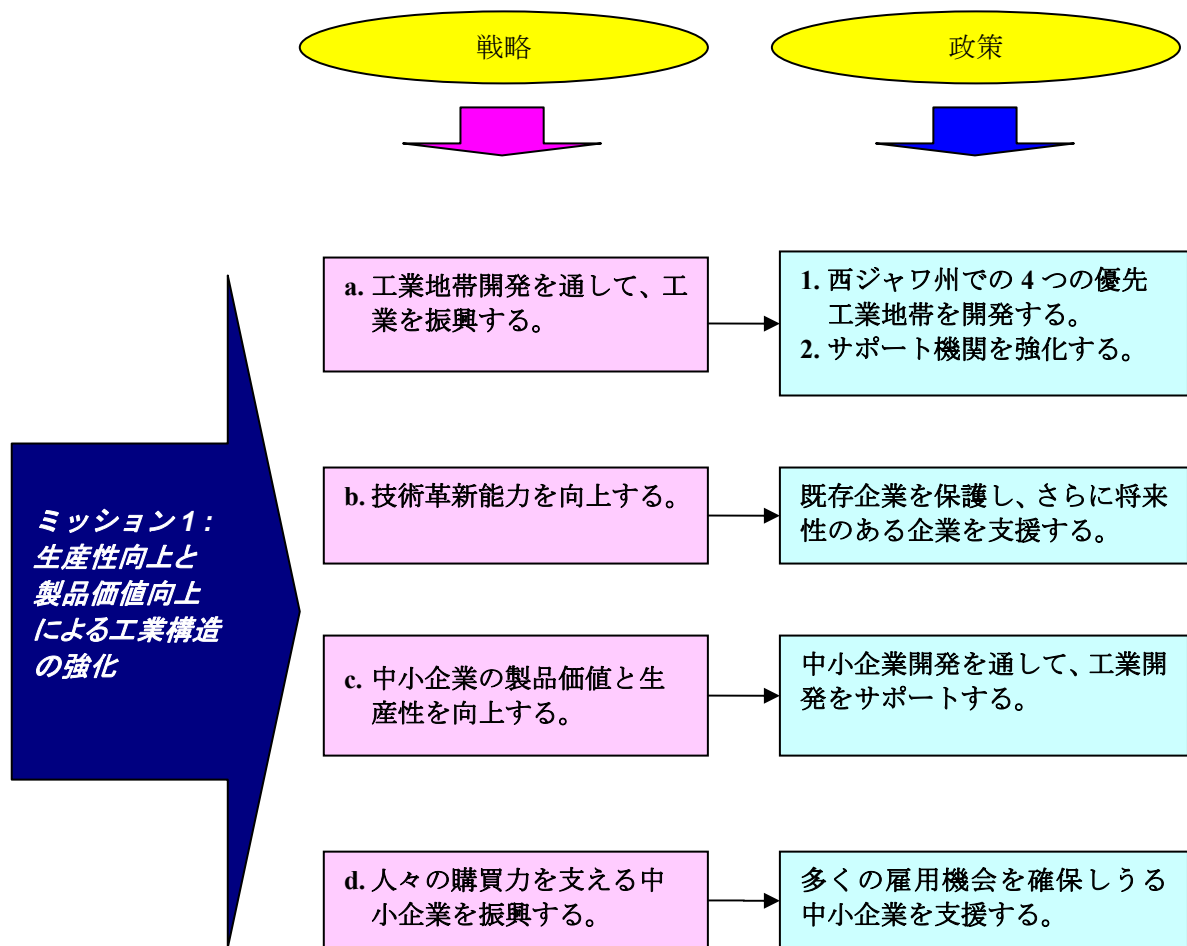 戦略
政策
ミッション1:
生産性向上と
製品価値向上
による工業構造
の強化
a. 工業地帯開発を通して、工
業を振興する。
1. 西ジャワ州での 4 つの優先
工業地帯を開発する。
2. サポート機関を強化する。
b. 技術革新能力を向上する。
既存企業を保護し、さらに将来
性のある企業を支援する。
c. 中小企業の製品価値と生
産性を向上する。
中小企業開発を通して、工業開
発をサポートする。
d. 人々の購買力を支える中
小企業を振興する。
多くの雇用機会を確保しうる
中小企業を支援する。